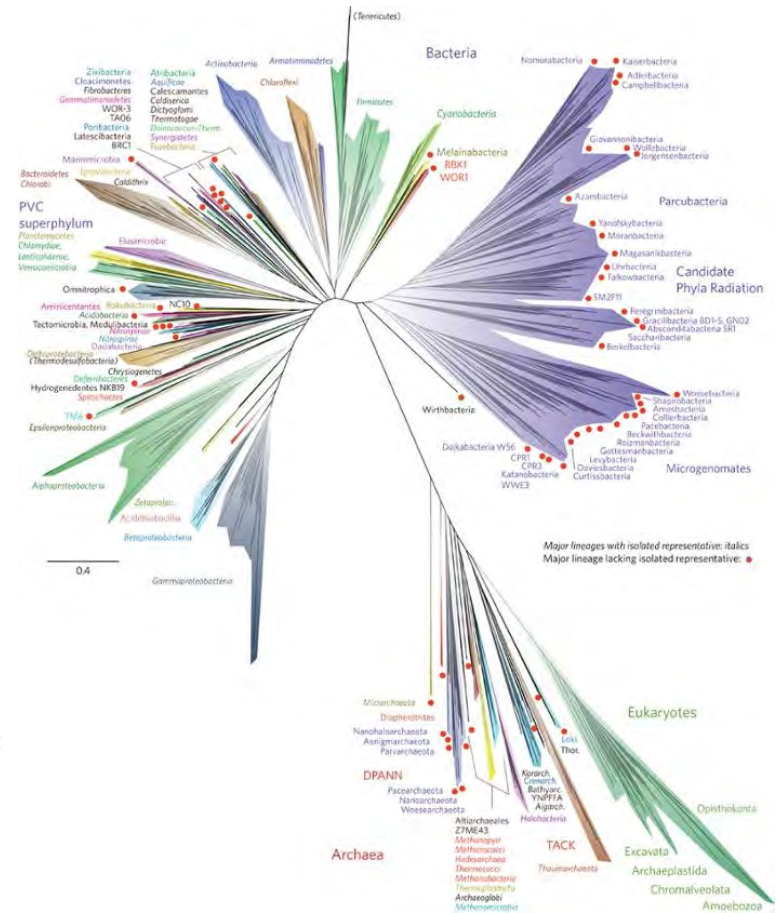 (Tenericutes)
Bacteria
Nomurabacteria
Kaiserbacteria
Adlerbacteria
Campbellbacteria
Actinobacteria
Armatimonadetes
Chloroflexi
Firmicutes
Cyanobacteria
Melainabacteria
RBX1
WOR1
Zixibacteria
Cloacimonetes
Fibrobacteres
Gemmatimonadetes
WOR-3
TA06
Poribacteria
Latescibacteria
BRC1
Atribacteria
Aquificae
Calescamantes
Caldiserica
Dictyoglomi
Thermotogae
Deinococcus-Therm.
Synergistetes
Fusobacteria
Marinimicrobia
Ignavibacteria
Bacteroidetes
Chlorobi
Caldithrix
PVC
superphylum
Planctomycetes
Chlamydiae,
Lentisphaerae,
Verrucomicrobia
Elusimicrobia
Omnitrophica
Aminicentantes
Rokubacteria
NC10
Acidobacteria
Tectomicrobia, Modulibacteria
Nitrospinae
Nitrospirae
Dadabacteria
Deltaproteobacteria
(Thermodesulfobacteria)
Chrysiogenetes
Deferribacteres
Hydrogenedentes NKB19
Spirochaetes
TM6
Epsilonproteobacteria
Alphaproteobacteria
Zetaproteo.
Acidithiobacillia
Betaproteobacteria
Gammaproteobacteria
0.4
Giovannonibacteria
Wolfebacteria
Jorgensenbacteria
Azambacteria
Parcubacteria
Yanofskybacteria
Moranbacteria
Magasanikbacteria
Uhrbacteria
Falkowbacteria
Candidate
Phyla Radiation
SM2F11
Peregrinibacteria
Gracilibacteria BD1-5, GN02
Absconditabacteria SR1
Saccharibacteria
Berkelbacteria
Woesebacteria
Shapirobacteria
Amesbacteria
Collierbacteria
Pacebacteria
Beckwithbacteria
Roizmanbacteria
Gottesmanbacteria
Levybacteria
Daviesbacteria
Curtissbacteria
Microgenomates
Wirthbacteria
Dojkabacteria WS6
CPR1
CPR3
Katanobacteria
WWE3
Major lineages with isolated representative: italics
Major lineage lacking isolated representative:
Micrarchaeota
Diapherotrites
Nanohaloarchaeota
Aenigmarchaeota
Parvarchaeota
DPANN
Pacearchaeota
Nanoarchaeota
Woesearchaeota
Archaea
Altiarchaeales
Z7ME43
Methanopyri
Methanococci
Hadesarchaea
Thermococci
Methanobacteria
Thermoplasmata
Archaeoglobi
Methanomicrobia
Halobacteria
Korarch.
Crenarch.
Bathyarc.
YNPFFA
Aigarch.
TACK
Thaumarchaeota
Loki.
Thor.
Eukaryotes
Opisthokonta
Excavata
Archaeplastida
Chromalveolata
Amoebozoa